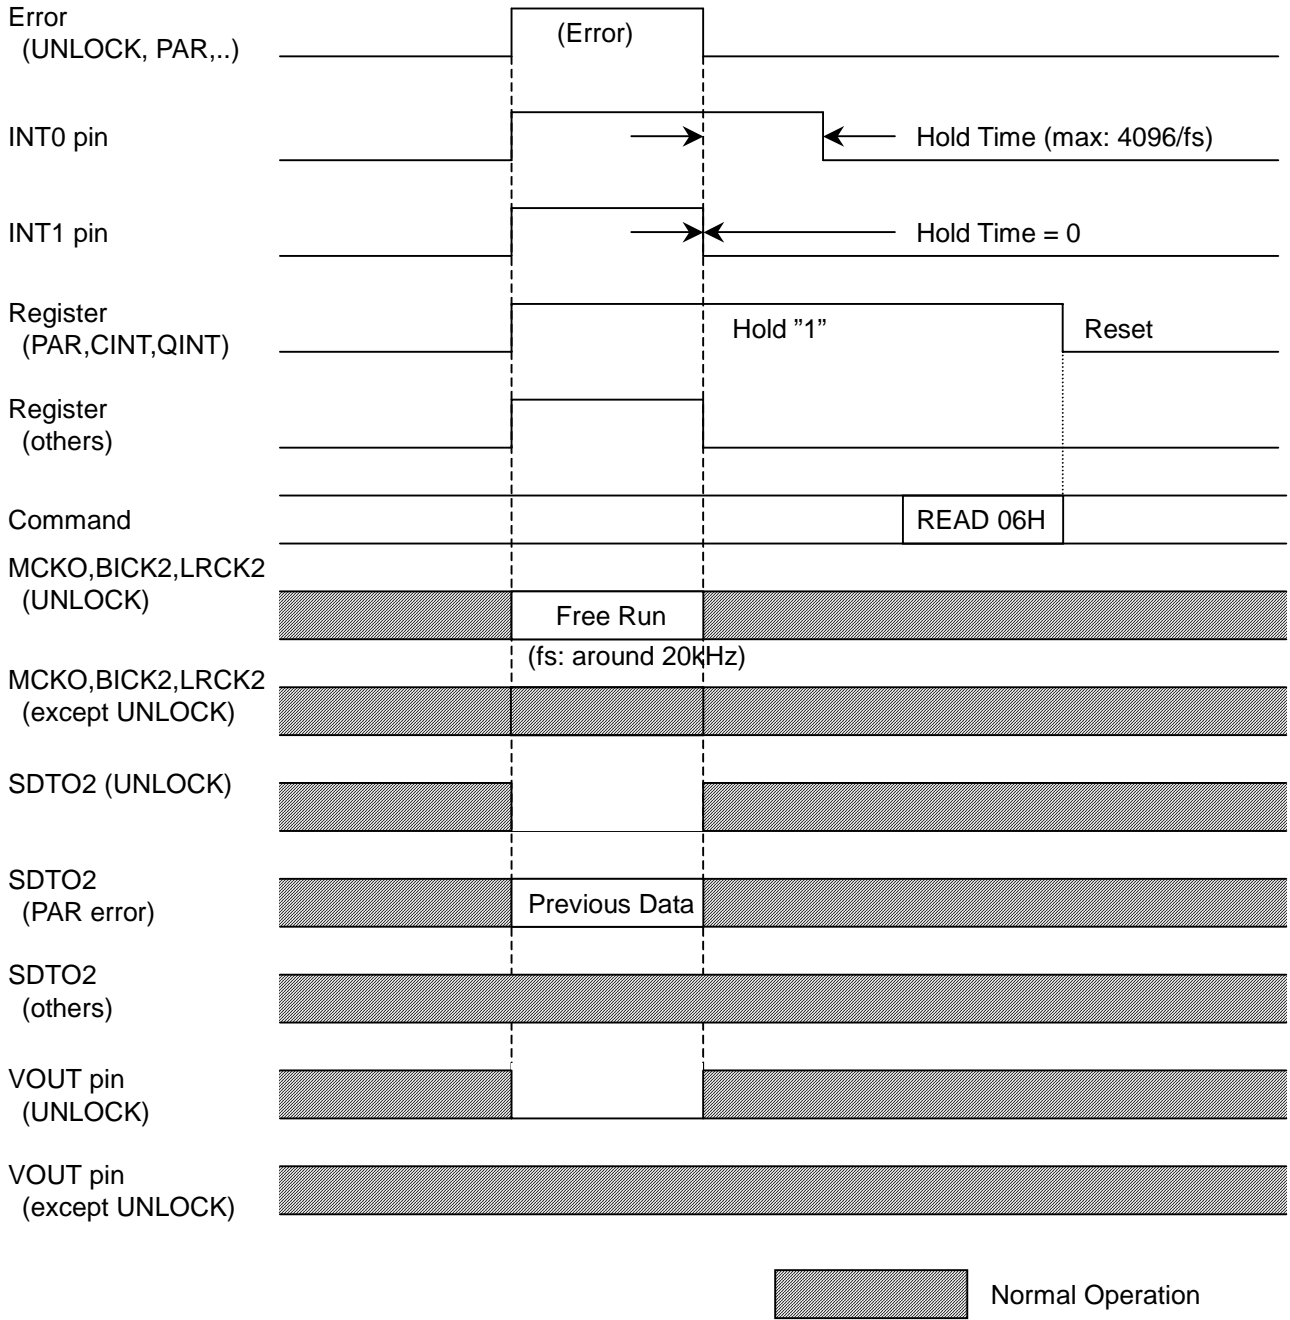 Error
(UNLOCK, PAR,..)
(Error)
INT0 pin
Hold Time (max: 4096/fs)
INT1 pin
Hold Time = 0
Register
(PAR,CINT,QINT)
Hold ”1”
Reset
Register
(others)
Command
READ 06H
MCKO,BICK2,LRCK2
(UNLOCK)
Free Run
(fs: around 20kHz)
MCKO,BICK2,LRCK2
(except UNLOCK)
SDTO2 (UNLOCK)
SDTO2
(PAR error)
Previous Data
SDTO2
(others)
VOUT pin
(UNLOCK)
VOUT pin
(except UNLOCK)
Normal Operation